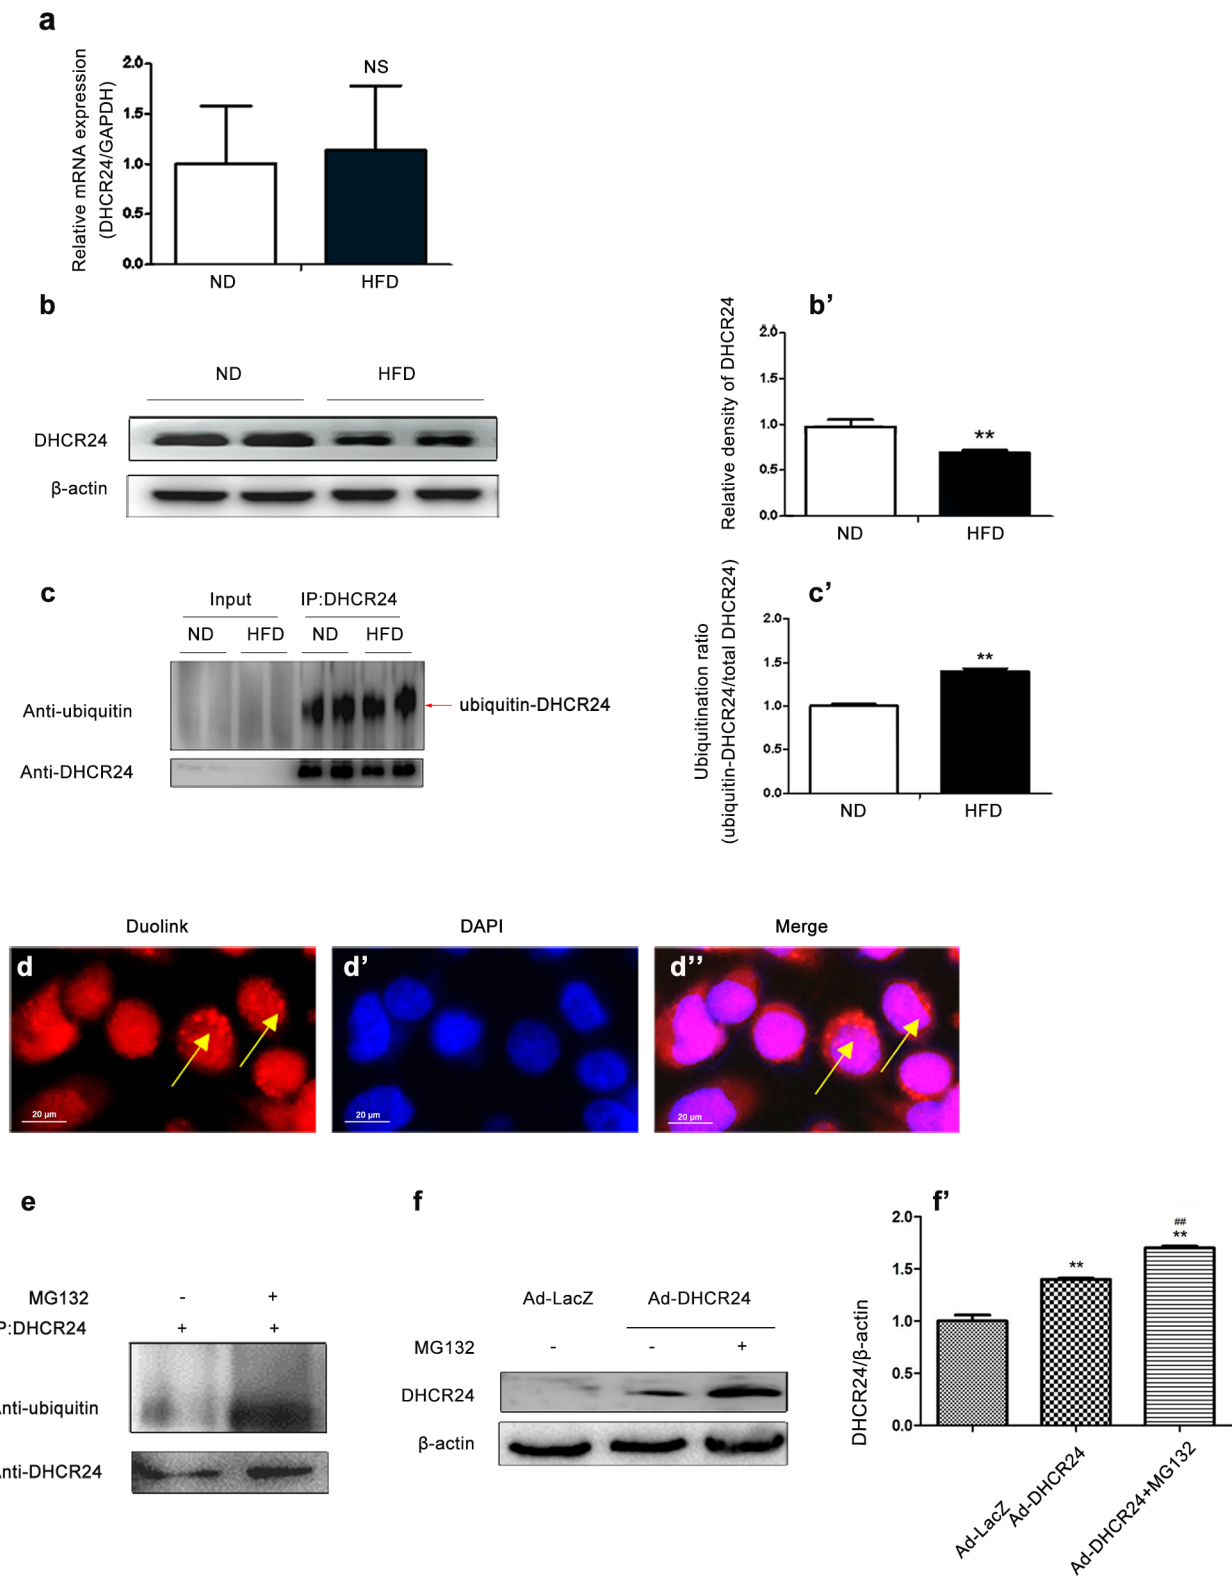 a
Relative mRNA expression
(DHCR24/GAPDH)
2.0
1.5
1.0
0.5
0.0
NS
ND
HFD
b
ND
HFD
DHCR24
β-actin
b’
Relative density of DHCR24
2.0
1.5
1.0
0.5
0.0
**
ND
HFD
c
Input
IP:DHCR24
ND
HFD
ND
HFD
Anti-ubiquitin
ubiquitin-DHCR24
Anti-DHCR24
c’
Ubiquitination ratio
(ubiquitin-DHCR24/total DHCR24)
2.0
1.5
1.0
0.5
0.0
**
ND
HFD
Duolink
DAPI
Merge
d
d’
d’’
20 μm
20 μm
20 μm
e
MG132
-
+
P:DHCR24
+
+
nti-ubiquitin
nti-DHCR24
f
Ad-LacZ
Ad-DHCR24
MG132
-
-
+
DHCR24
β-actin
f’
DHCR24/β-actin
2.0
1.5
1.0
0.5
0.0
**
##
**
Ad-LacZ
Ad-DHCR24
Ad-DHCR24+MG132